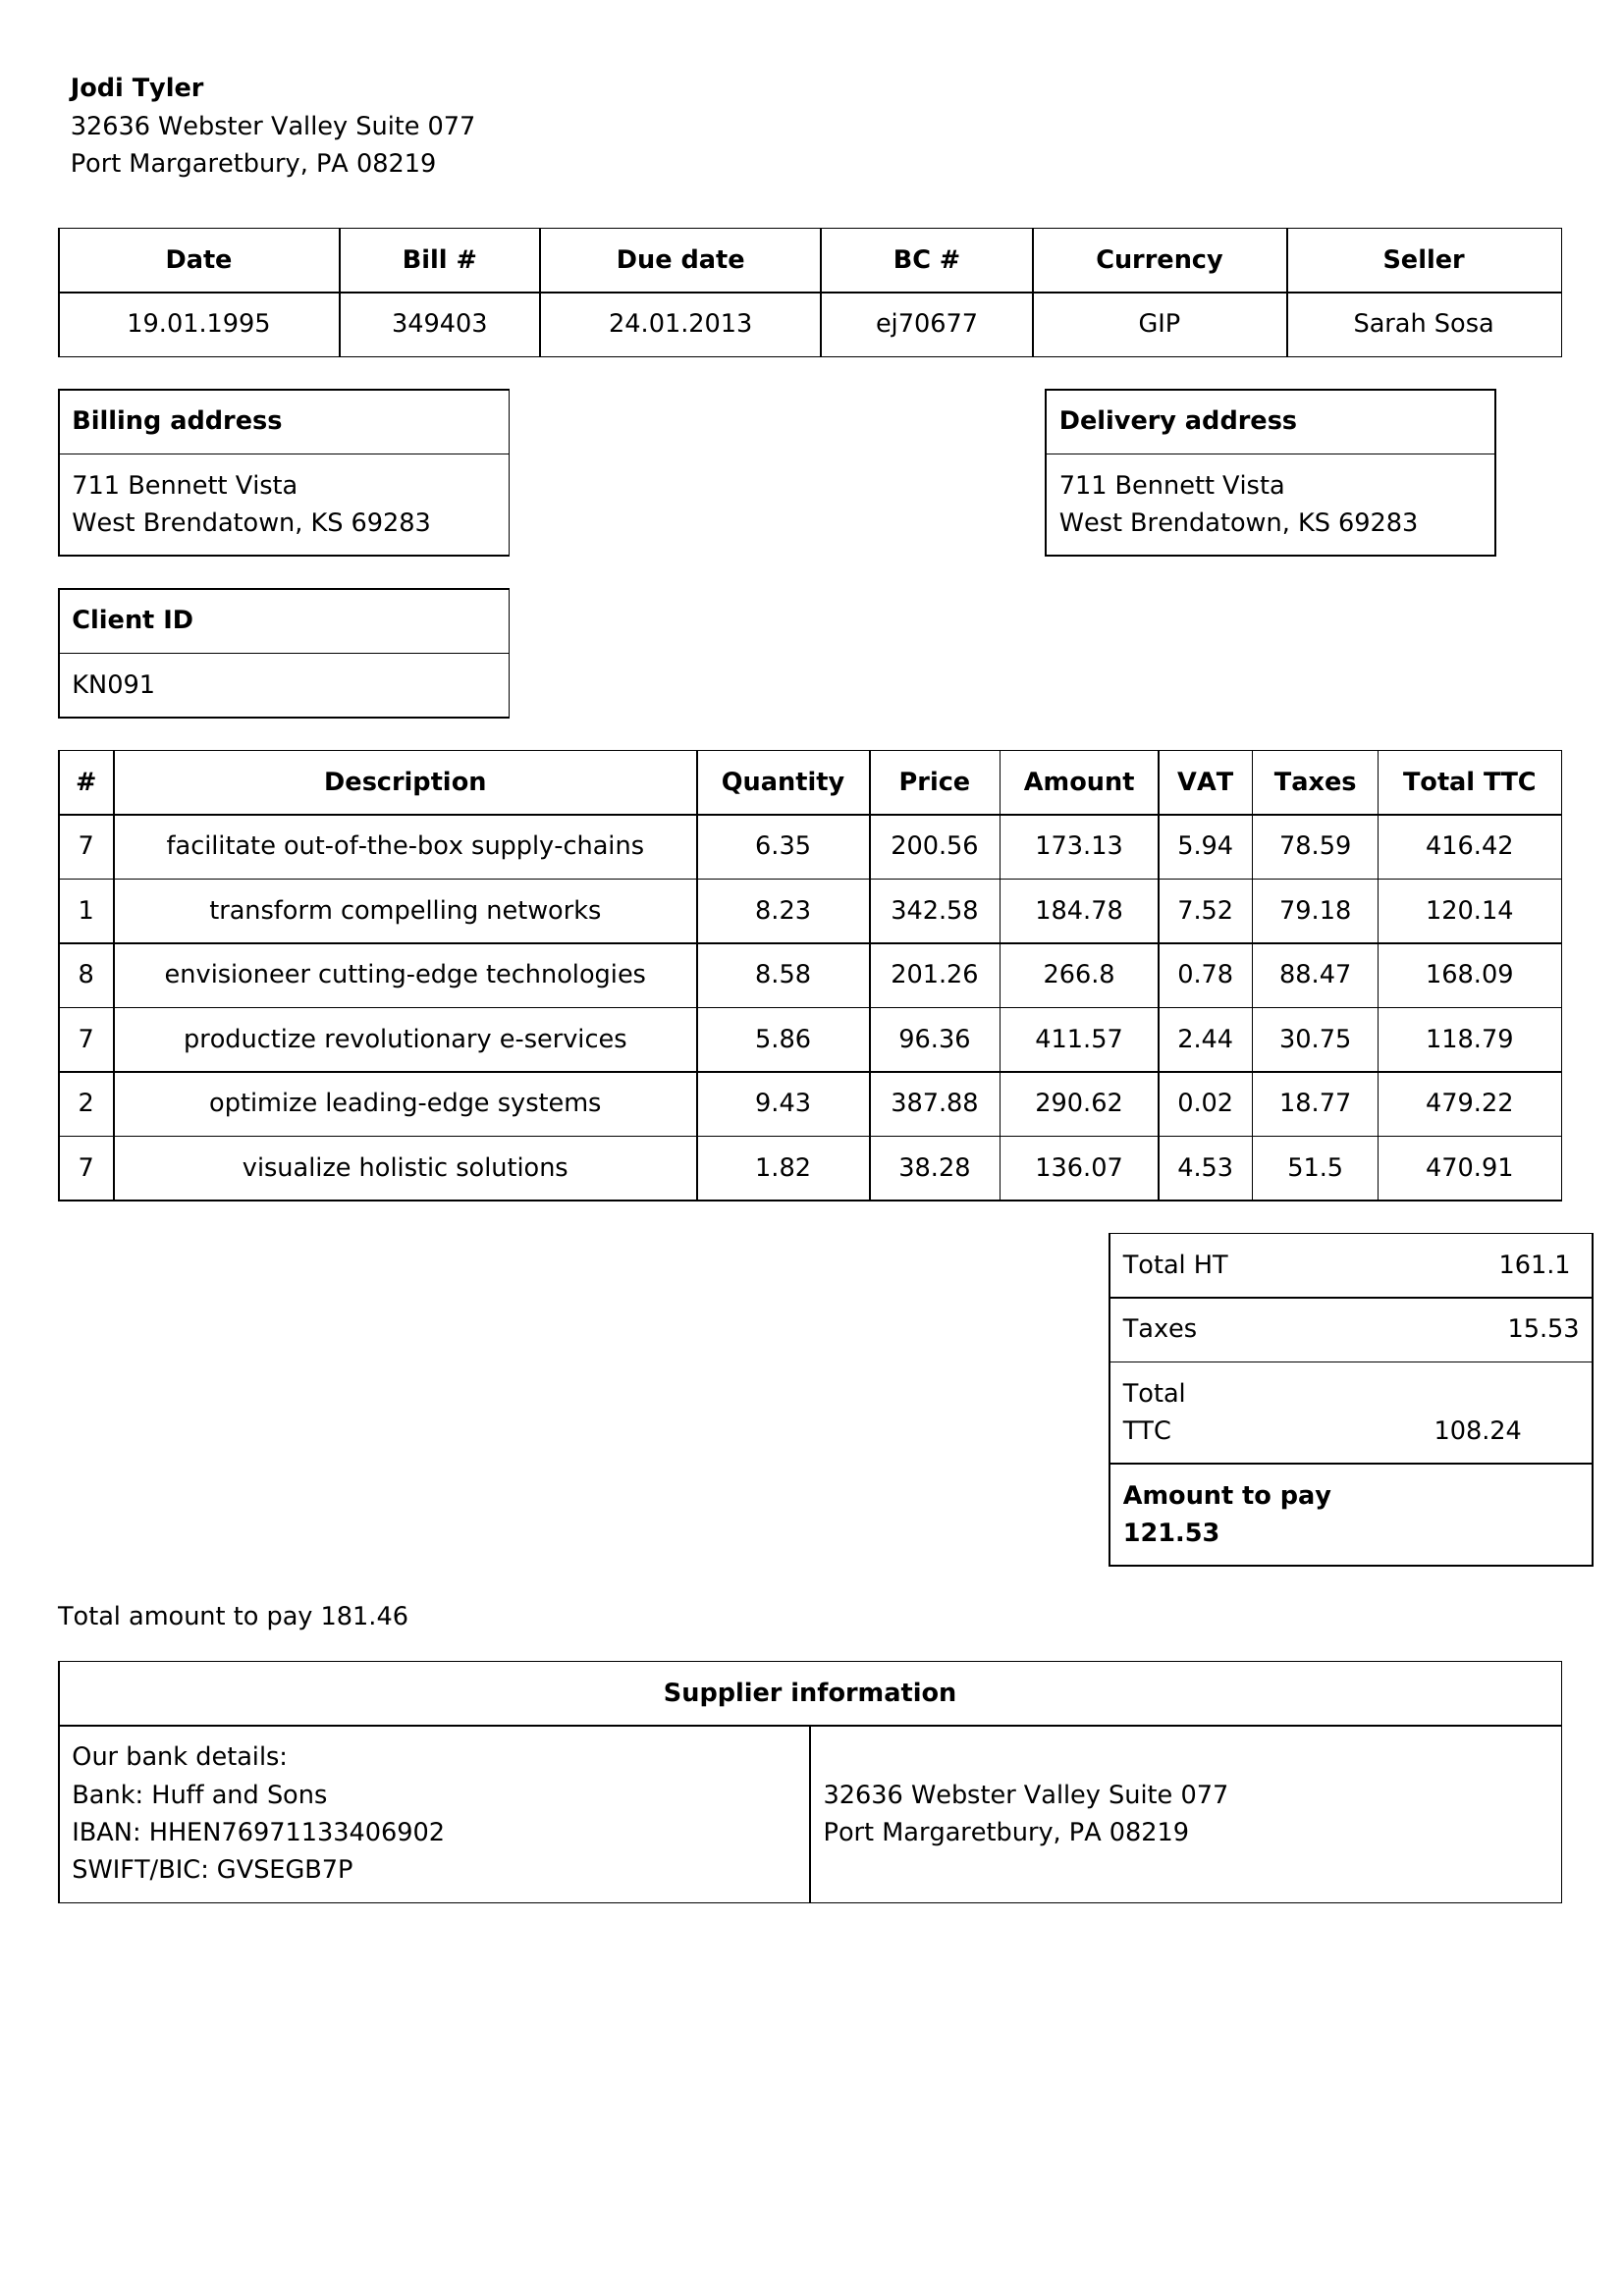 Jodi Tyler
32636 Webster Valley Suite 077
Port Margaretbury, PA 08219
Date Bill # Due date BC # Currency Seller
19.01.1995 349403 24.01.2013 ej70677 GIP Sarah Sosa
Billing address
711 Bennett Vista
West Brendatown, KS 69283
Delivery address
711 Bennett Vista
West Brendatown, KS 69283
Client ID
KN091
# Description Quantity Price Amount VAT Taxes Total TTC
7 facilitate out-of-the-box supply-chains 6.35 200.56 173.13 5.94 78.59 416.42
1 transform compelling networks 8.23 342.58 184.78 7.52 79.18 120.14
8 envisioneer cutting-edge technologies 8.58 201.26 266.8 0.78 88.47 168.09
7 productize revolutionary e-services 5.86 96.36 411.57 2.44 30.75 118.79
2 optimize leading-edge systems 9.43 387.88 290.62 0.02 18.77 479.22
7 visualize holistic solutions 1.82 38.28 136.07 4.53 51.5 470.91
Total HT 161.1
Taxes 15.53
Total
TTC 108.24
Amount to pay
121.53
Total amount to pay 181.46
Supplier information
Our bank details:
Bank: Huff and Sons
IBAN: HHEN76971133406902
SWIFT/BIC: GVSEGB7P
32636 Webster Valley Suite 077
Port Margaretbury, PA 08219